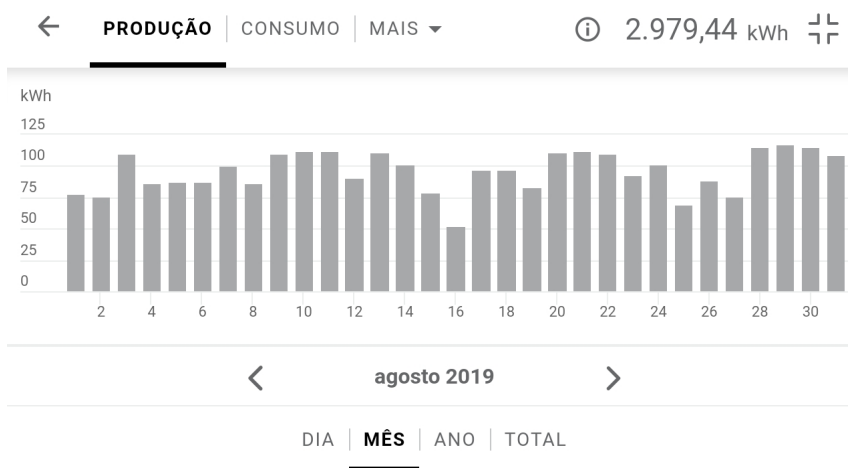 PRODUÇÃO CONSUMO MAIS 2.979,44 kWh
kWh
125
100
75
50
25
0
2 4 6 8 10 12 14 16 18 20 22 24 26 28 30
agosto 2019
DIA MÊS ANO TOTAL